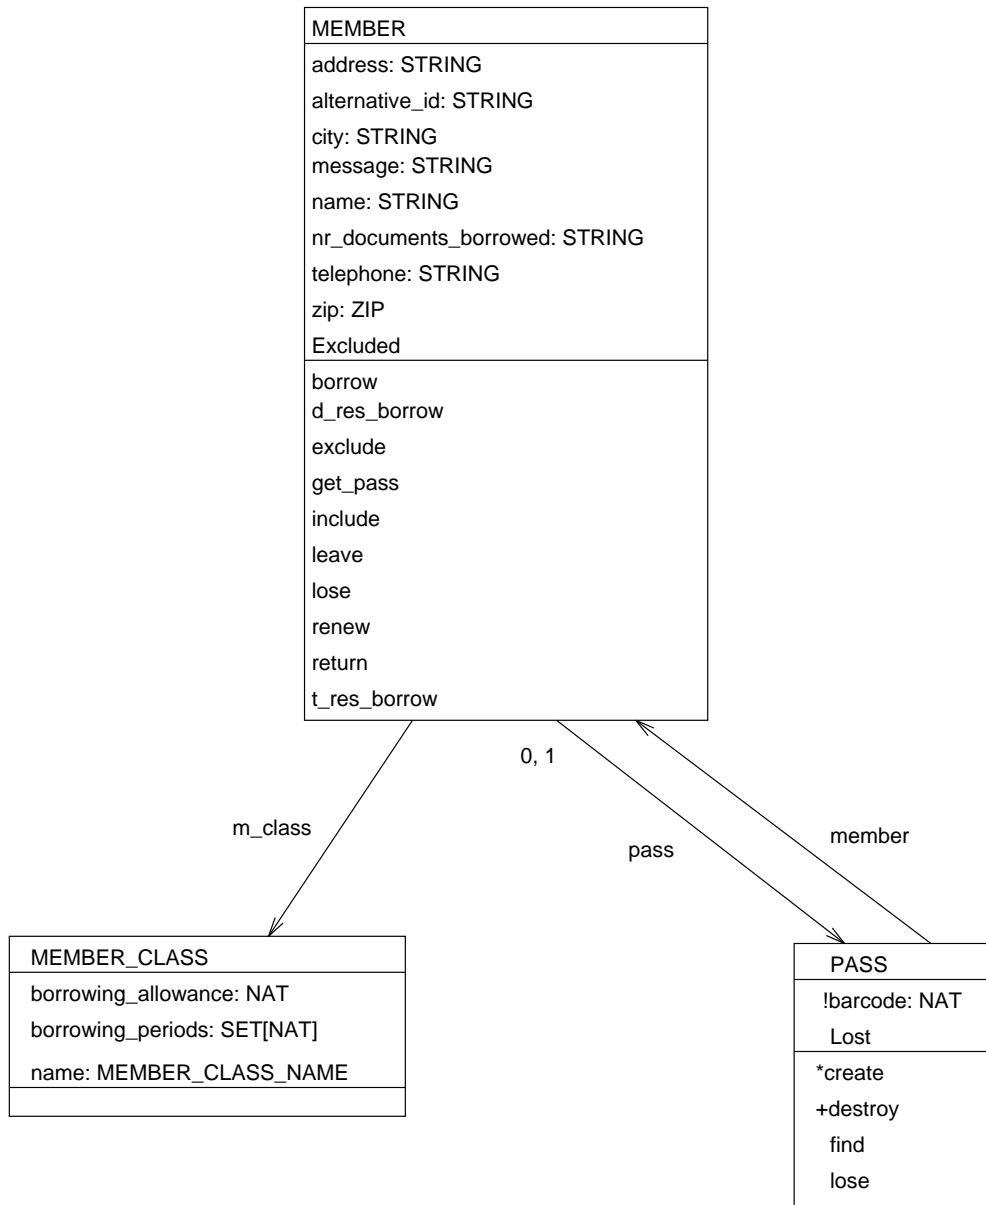 MEMBER
address: STRING
alternative_id: STRING
city: STRING
message: STRING
name: STRING
nr_documents_borrowed: STRING
telephone: STRING
zip: ZIP
Excluded
borrow
d_res_borrow
exclude
get_pass
include
leave
lose
renew
return
t_res_borrow
0, 1
m_class
pass
member
MEMBER_CLASS
borrowing_allowance: NAT
borrowing_periods: SET[NAT]
name: MEMBER_CLASS_NAME
PASS
!barcode: NAT
Lost
*create
+destroy
find
lose